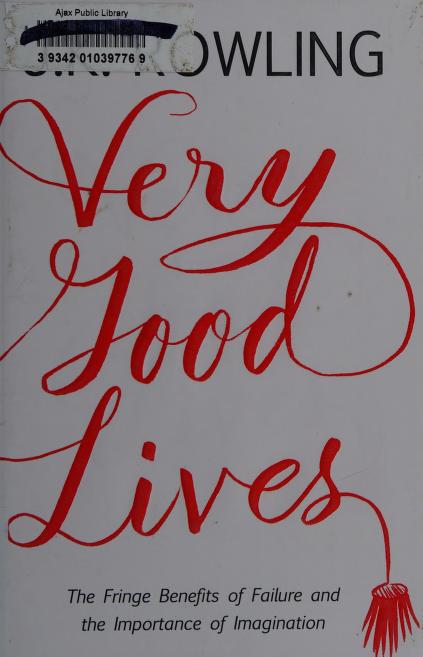 Ajax Public Library
3 9342 01039776 9
J.K. ROWLING
Very
Good
Lives
The Fringe Benefits of Failure and
the Importance of Imagination